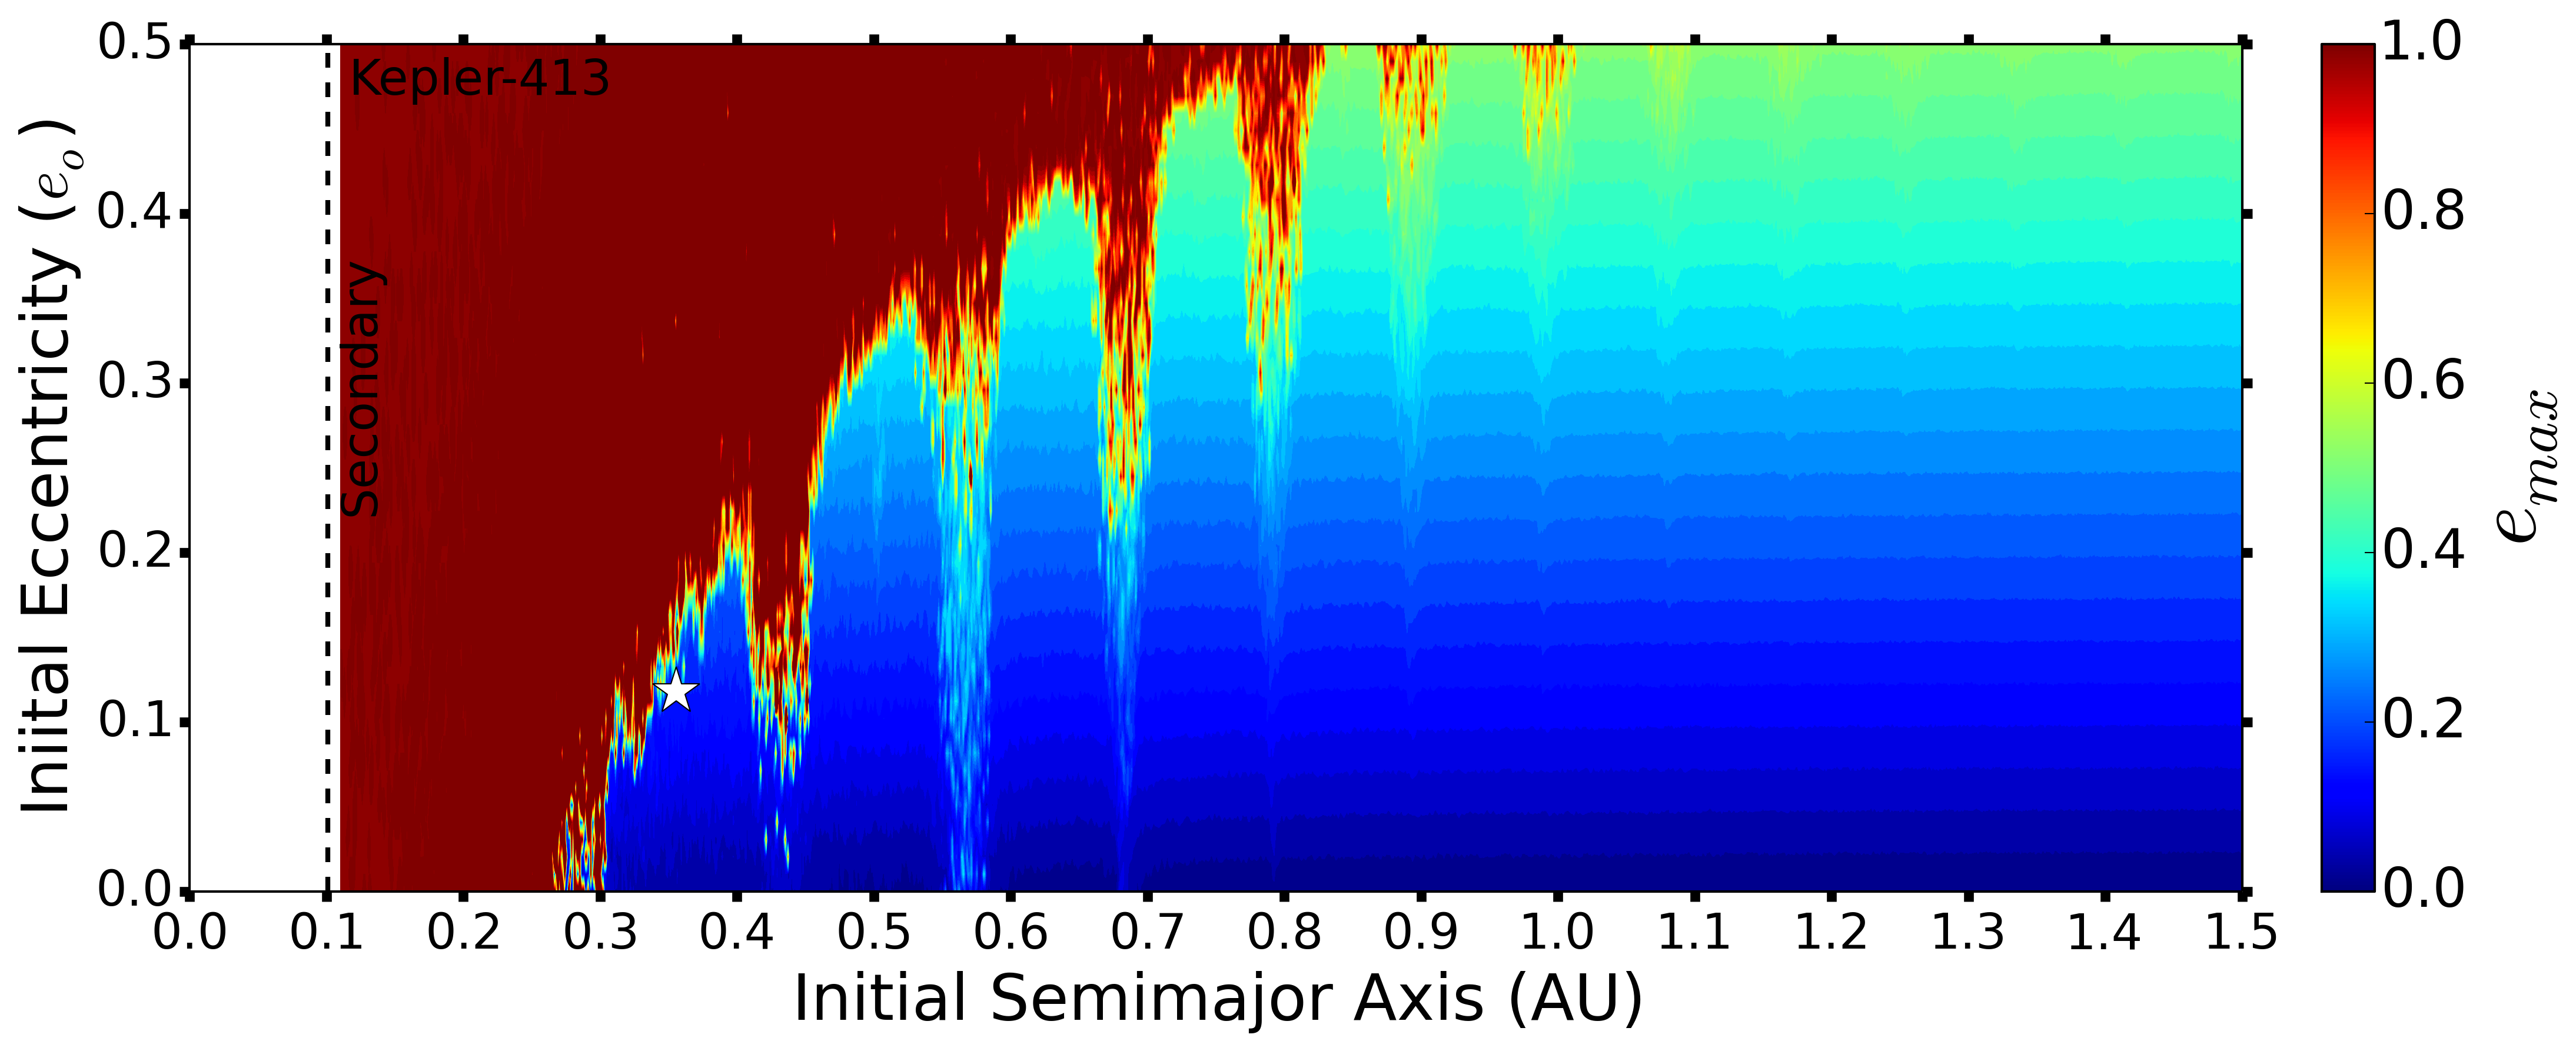 Kepler-413
Secondary
Iniital Eccentricity (e_o)
0.5
0.4
0.3
0.2
0.1
0.0
0.0 0.1 0.2 0.3 0.4 0.5 0.6 0.7 0.8 0.9 1.0 1.1 1.2 1.3 1.4 1.5
Initial Semimajor Axis (AU)
1.0
0.8
0.6
0.4
0.2
0.0
e_max